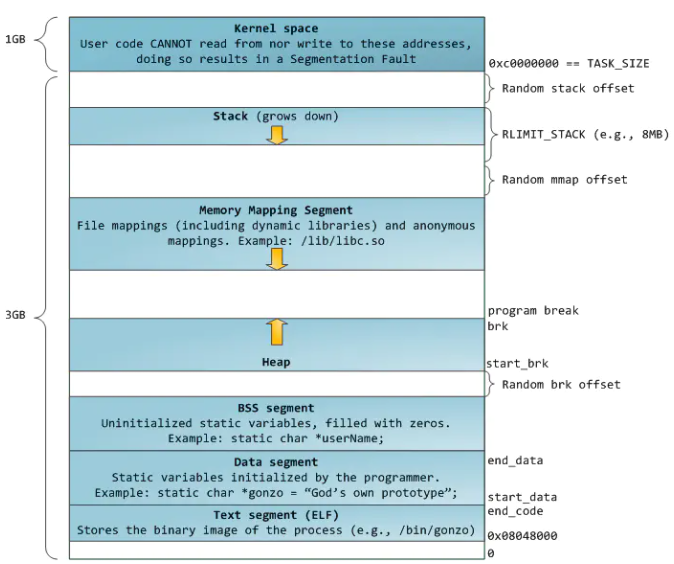 Kernel space
1GB
User code CANNOT read from nor write to these addresses,
doing so results in a Segmentation Fault
0xc0000000 == TASK_SIZE
Random stack offset
Stack (grows down)
RLIMIT_STACK (e.g., 8MB)
Random mmap offset
Memory Mapping Segment
File mappings (including dynamic libraries) and anonymous
mappings. Example: /lib/libc.so
3GB
program break
brk
Heap
start_brk
Random brk offset
BSS segment
Uninitialized static variables, filled with zeros.
Example: static char *userName;
Data segment
end_data
Static variables initialized by the programmer.
Example: static char *gonzo = “God’s own prototype”;
start_data
end_code
Text segment (ELF)
Stores the binary image of the process (e.g., /bin/gonzo)
0x08048000
0